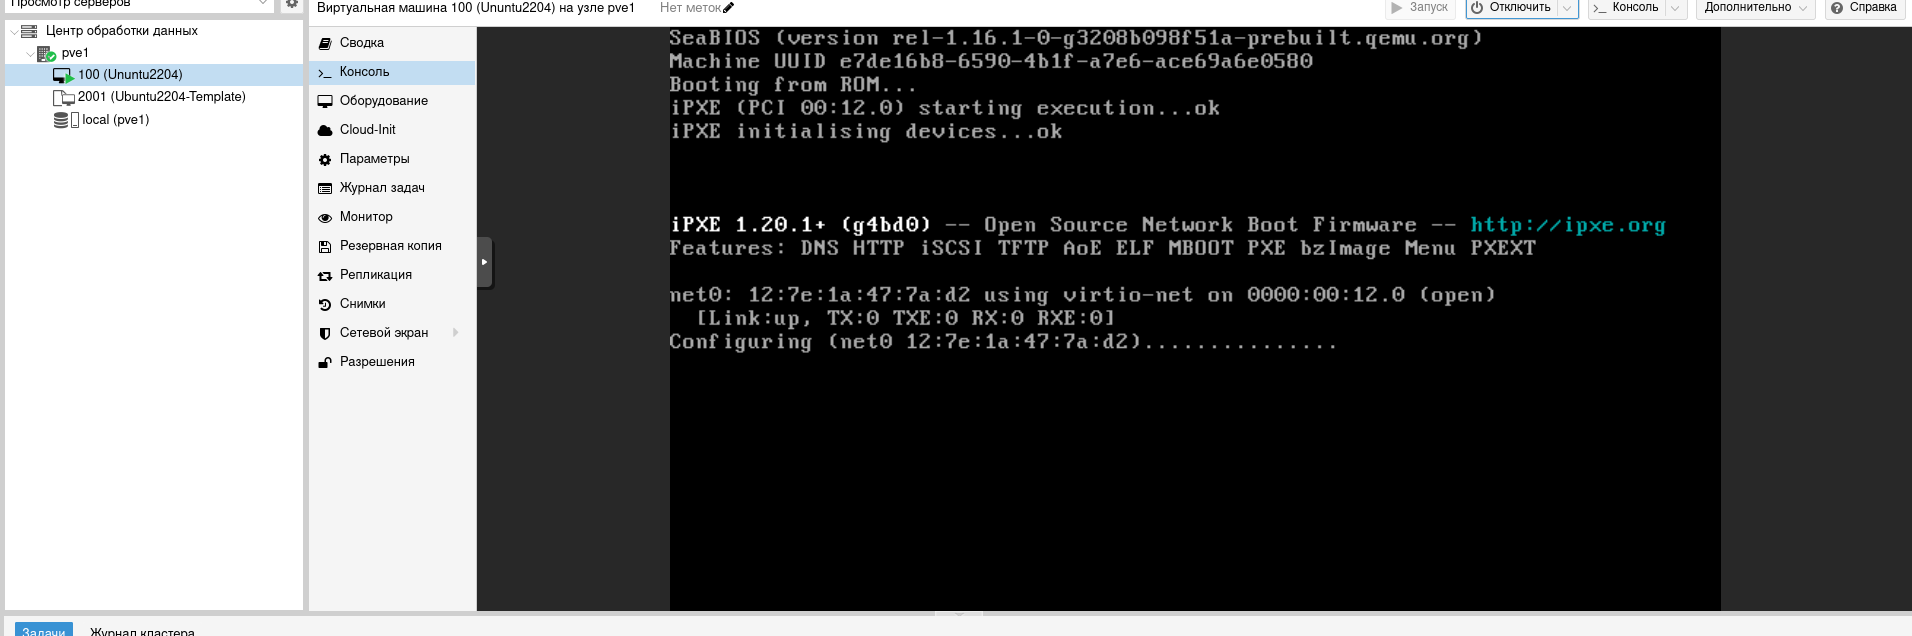 Просмотр серверов
Виртуальная машина 100 (Ununtu2204) на узле pve1
Нет меток
Запуск
Отключить
Консоль
Дополнительно
Справка
Центр обработки данных
pve1
100 (Ununtu2204)
2001 (Ubuntu2204-Template)
local (pve1)
Сводка
Консоль
Оборудование
Cloud-Init
Параметры
Журнал задач
Монитор
Резервная копия
Репликация
Снимки
Сетевой экран
Разрешения
SeaBIOS (version rel-1.16.1-0-g3208b098f51a-prebuilt.qemu.org)
Machine UUID e7de16b8-6590-4b1f-a7e6-ace69a6e0580
Booting from ROM...
iPXE (PCI 00:12.0) starting execution...ok
iPXE initialising devices...ok
iPXE 1.20.1+ (g4bd0) -- Open Source Network Boot Firmware -- http://ipxe.org
Features: DNS HTTP iSCSI TFTP AoE ELF MBOOT PXE bzImage Menu PXEXT
net0: 12:7e:1a:47:7a:d2 using virtio-net on 0000:00:12.0 (open)
[Link:up, TX:0 TXE:0 RX:0 RXE:0]
Configuring (net0 12:7e:1a:47:7a:d2)...............
Задачи
Журнал кластера